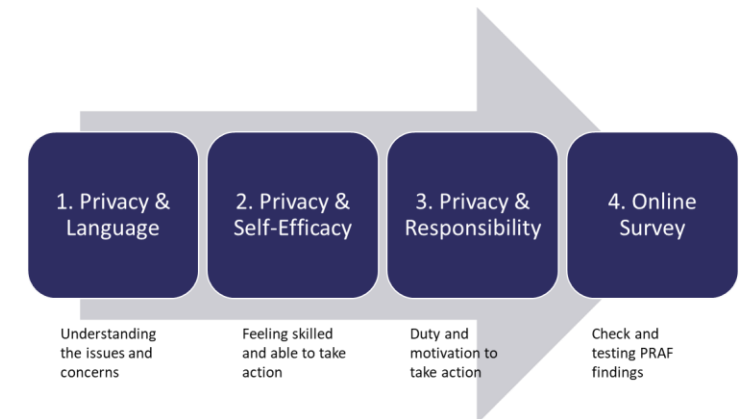 1. Privacy &
Language
2. Privacy &
Self-Efficacy
3. Privacy &
Responsibility
4. Online
Survey
Understanding
the issues and
concerns
Feeling skilled
and able to take
action
Duty and
motivation to
take action
Check and
testing PRAF
findings